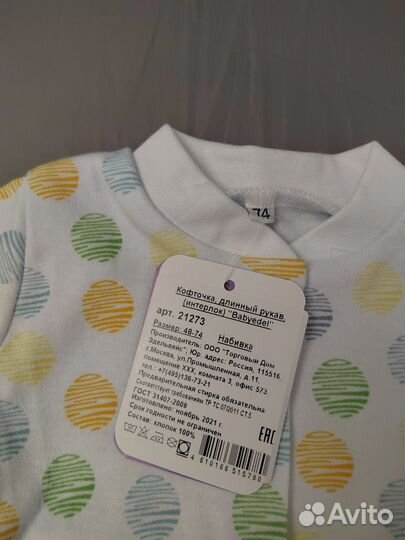 74
Кофточка, длинный рукав,
(интерлок) "Babyedel"
арт. 21273
Размер: 48-74 Набивка
Производитель: ООО "Торговый Дом
Эдельвейс", Юр. адрес: Россия, 115516
г.Москва, ул.Промышленная, д.11,
помещение XXX, комната 3, офис 573
тел. +7(495)136-73-21
Предварительная стирка обязательна
Соответствует требованиям ТР ТС 007/2011 СТ.5
ГОСТ 31407-2009
Изготовлено: ноябрь 2021 г.
Срок годности не ограничен
Состав: хлопок 100%
EAC
4 610166 515780
Avito